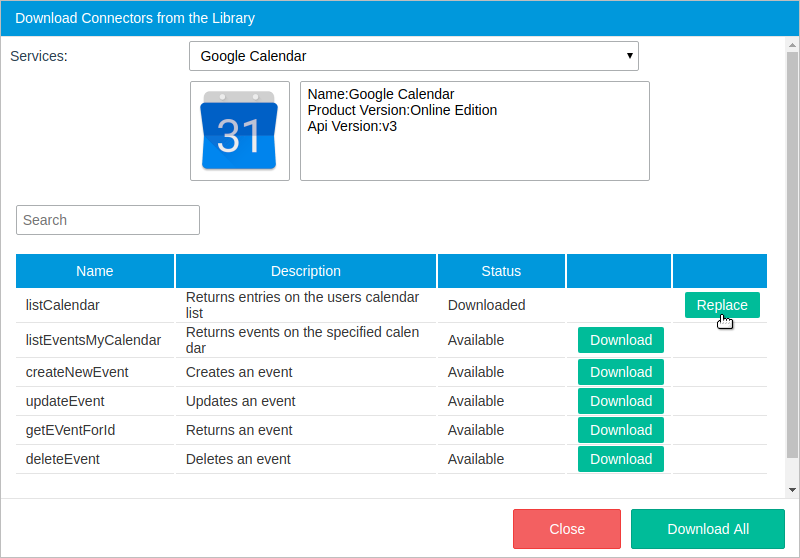 Download Connectors from the Library
Services:
Google Calendar
31
Name:Google Calendar
Product Version:Online Edition
Api Version:v3
Search
Name Description Status
listCalendar Returns entries on the users calendar Downloaded Replace
list
listEventsMyCalendar Returns events on the specified calen Available Download
dar
createNewEvent Creates an event Available Download
updateEvent Updates an event Available Download
getEVentForId Returns an event Available Download
deleteEvent Deletes an event Available Download
Close Download All